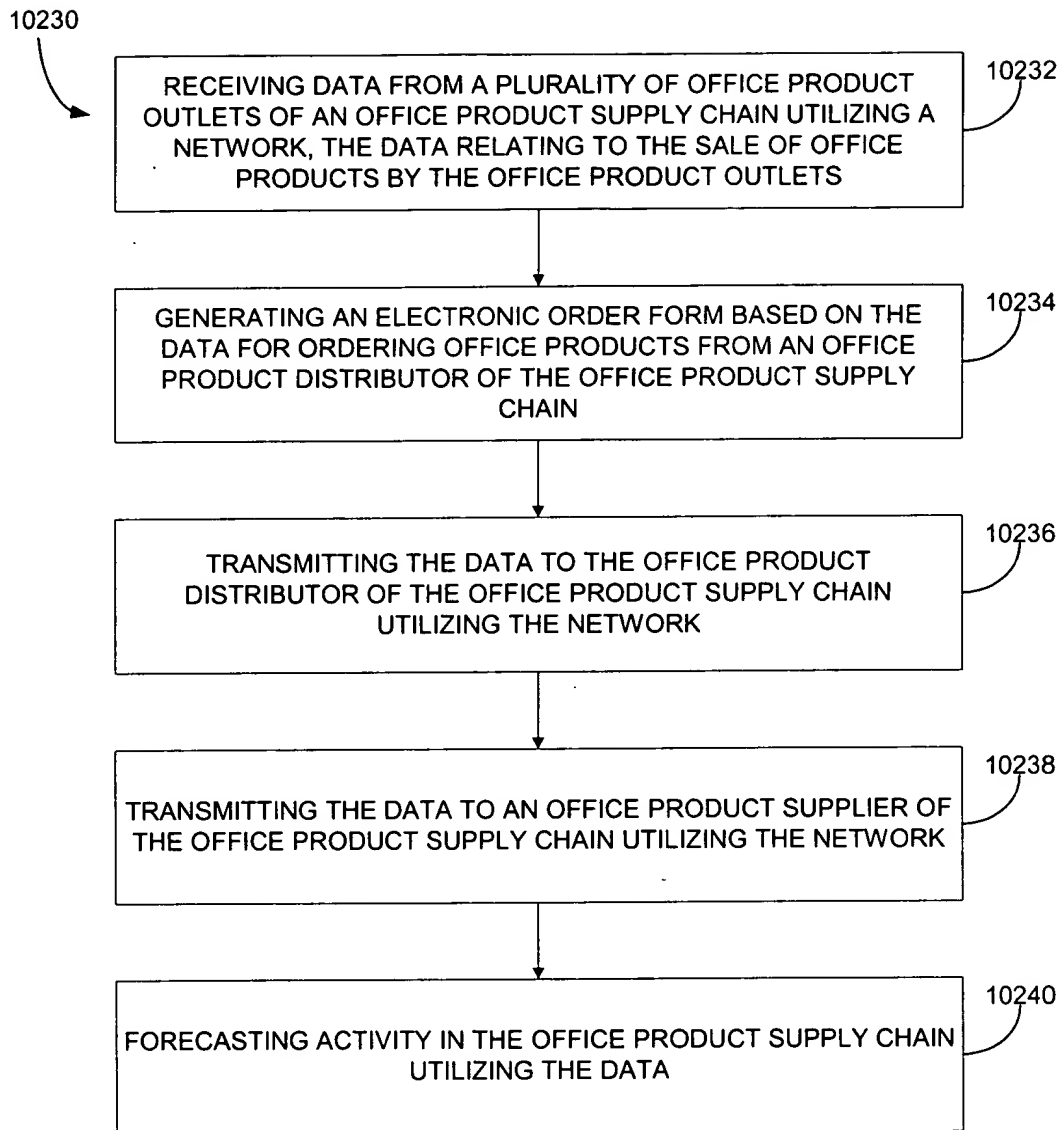 10230
RECEIVING DATA FROM A PLURALITY OF OFFICE PRODUCT
OUTLETS OF AN OFFICE PRODUCT SUPPLY CHAIN UTILIZING A
NETWORK, THE DATA RELATING TO THE SALE OF OFFICE
PRODUCTS BY THE OFFICE PRODUCT OUTLETS
10232
GENERATING AN ELECTRONIC ORDER FORM BASED ON THE
DATA FOR ORDERING OFFICE PRODUCTS FROM AN OFFICE
PRODUCT DISTRIBUTOR OF THE OFFICE PRODUCT SUPPLY
CHAIN
10234
TRANSMITTING THE DATA TO THE OFFICE PRODUCT
DISTRIBUTOR OF THE OFFICE PRODUCT SUPPLY CHAIN
UTILIZING THE NETWORK
10236
TRANSMITTING THE DATA TO AN OFFICE PRODUCT SUPPLIER OF
THE OFFICE PRODUCT SUPPLY CHAIN UTILIZING THE NETWORK
10238
FORECASTING ACTIVITY IN THE OFFICE PRODUCT SUPPLY CHAIN
UTILIZING THE DATA
10240